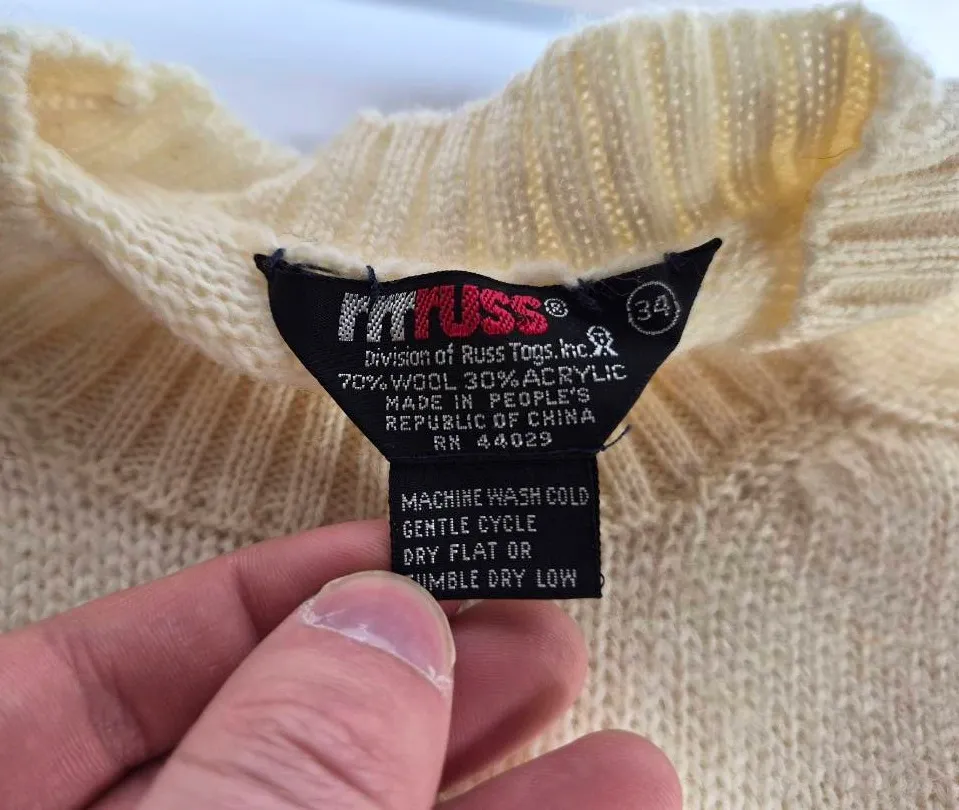 russ® 34
Division of Russ Togs, Inc.
70% WOOL 30% ACRYLIC
MADE IN PEOPLE'S
REPUBLIC OF CHINA
RN 44029
MACHINE WASH COLD
GENTLE CYCLE
DRY FLAT OR
TUMBLE DRY LOW